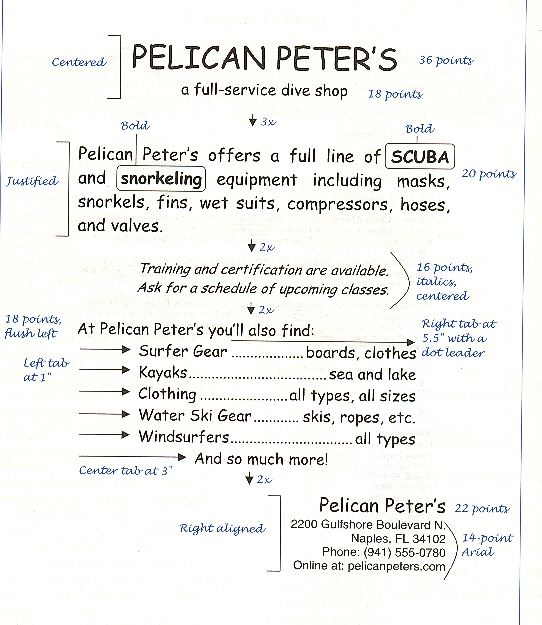 Centered PELICAN PETER'S 36 points
a full-service dive shop 18 points
3x
Bold Bold
Justified
Pelican Peter's offers a full line of SCUBA
20 points
and snorkeling equipment including masks,
snorkels, fins, wet suits, compressors, hoses,
and valves.
2x
Training and certification are available.
Ask for a schedule of upcoming classes.
16 points,
italics,
centered
2x
18 points,
flush left
At Pelican Peter's you'll also find:
Right tab at
5.5" with a
dot leader
Left tab
at 1"
Surfer Gear ....................boards, clothes
Kayaks.......................................sea and lake
Clothing .........................all types, all sizes
Water Ski Gear............. skis, ropes, etc.
Windsurfers.................................. all types
And so much more!
Center tab at 3"
2x
Right aligned
Pelican Peter's 22 points
2200 Gulfshore Boulevard N.
Naples, FL 34102
Phone: (941) 555-0780
Online at: pelicanpeters.com
14-point
Arial